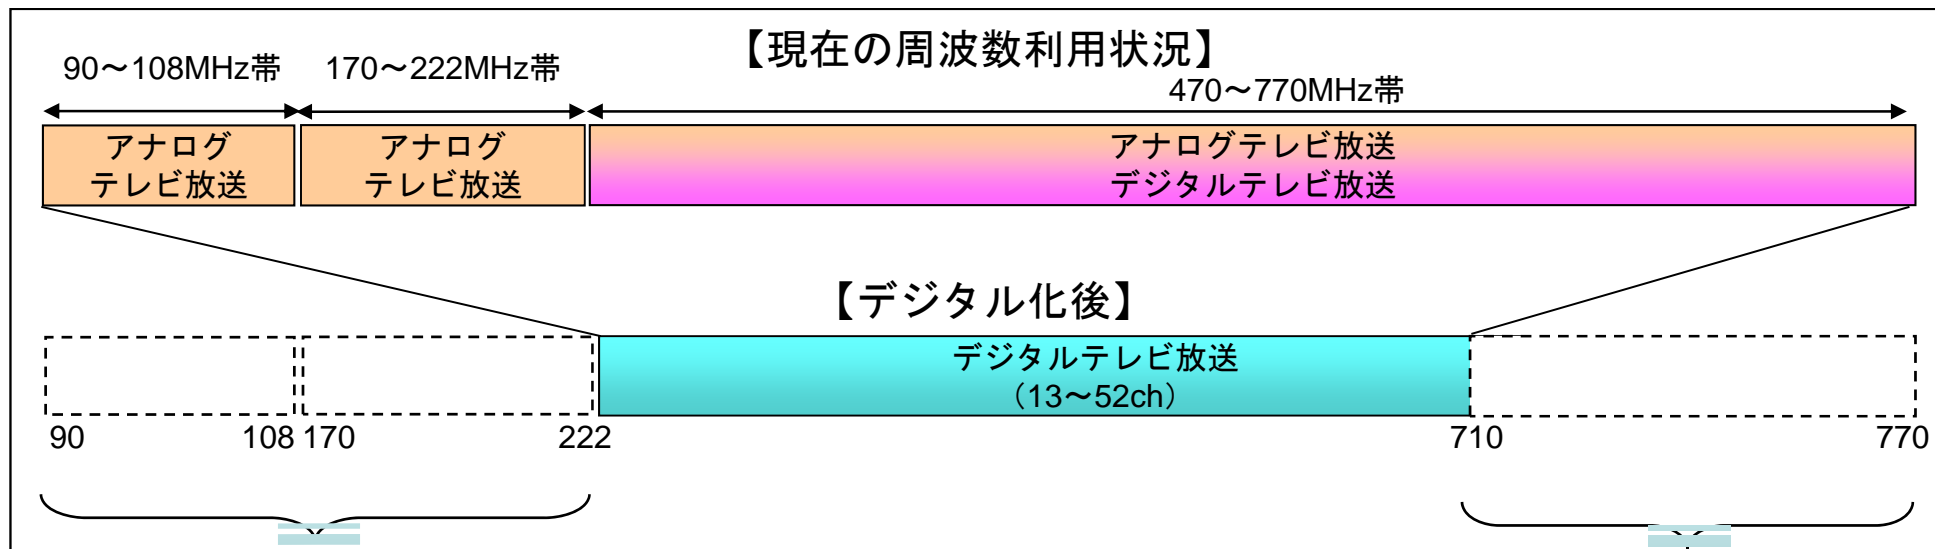 【現在の周波数利用状況】
90～108MHz帯
170～222MHz帯
470～770MHz帯
アナログ
テレビ放送
アナログ
テレビ放送
アナログテレビ放送
デジタルテレビ放送
【デジタル化後】
デジタルテレビ放送
（13～52ch）
90
108
170
222
710
770